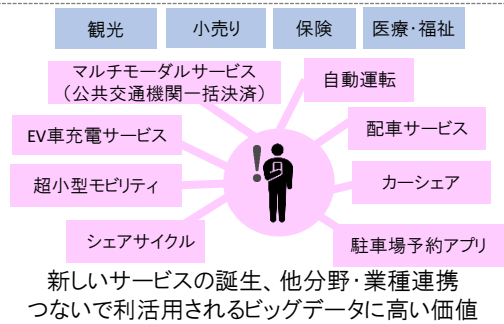 観光
小売り
保険
医療・福祉
マルチモーダルサービス
（公共交通機関一括決済）
自動運転
EV車充電サービス
配車サービス
超小型モビリティ
カーシェア
シェアサイクル
駐車場予約アプリ
新しいサービスの誕生、他分野・業種連携
つないで利活用されるビッグデータに高い価値